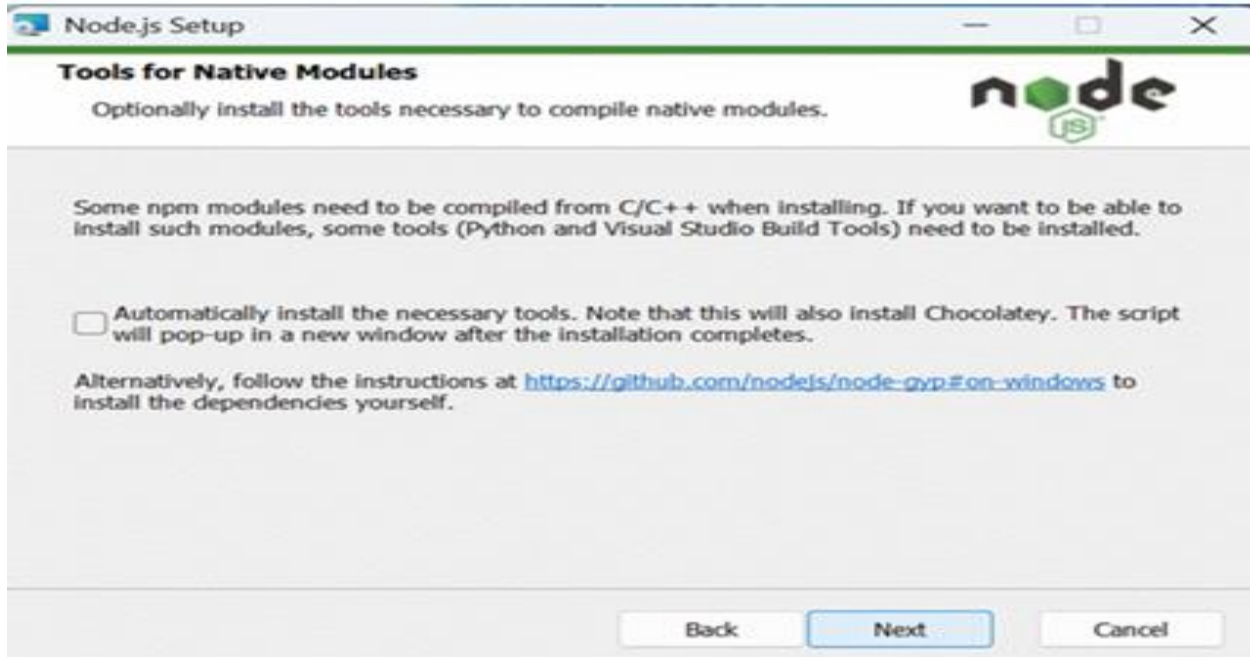 Node.js Setup
Tools for Native Modules
Optionally install the tools necessary to compile native modules.
node
JS
Some npm modules need to be compiled from C/C++ when installing. If you want to be able to
install such modules, some tools (Python and Visual Studio Build Tools) need to be installed.
Automatically install the necessary tools. Note that this will also install Chocolatey. The script
will pop-up in a new window after the installation completes.
Alternatively, follow the instructions at https://github.com/nodejs/node-gyp#on-windows to
install the dependencies yourself.
Back Next Cancel